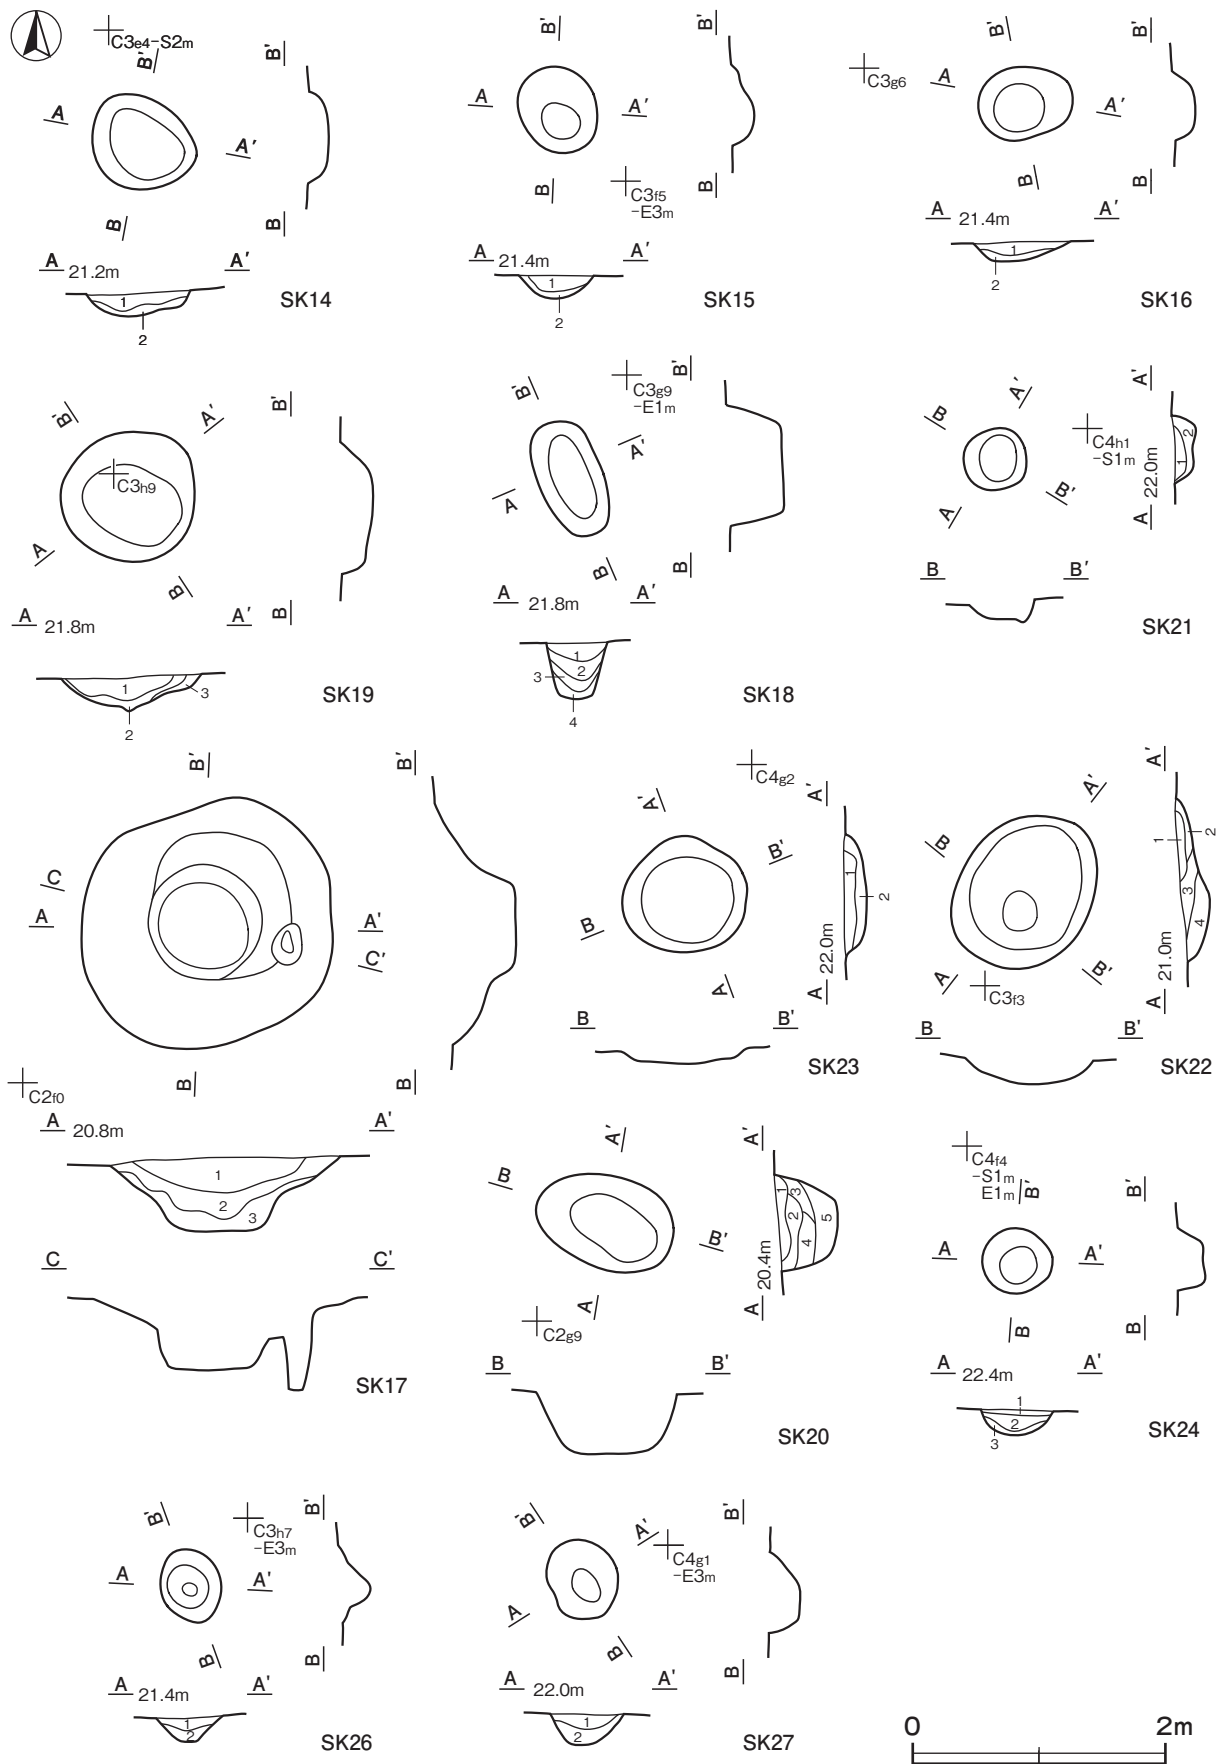 C3e4-S2m
B'
A
A'
B
B'
B
A 21.2m A'
1
2
SK14
B'
A
A'
B
C3f5
-E3m
B'
B
A 21.4m A'
1
2
SK15
C3g6
B'
A
A'
B
B'
B
A 21.4m A'
1
2
SK16
B'
A'
C3h9
A
B
B'
B
A 21.8m A'
1
3
2
SK19
B'
C3g9
-E1m
A'
A
B
B'
B
A 21.8m A'
1
2
3
4
SK18
B
A'
C4h1
-S1m
A
B'
A'
2
1
22.0m
A
B B'
SK21
B'
C
A
A'
C'
B
C2f0
B'
B
A 20.8m A'
1
2
3
C C'
SK17
C4g2
A'
B'
B
A
A'
1
2
22.0m
A
B B'
SK23
A'
B
A
B'
C3f3
A'
1
2
3
4
21.0m
A
B B'
SK22
A'
B
B'
A
C2g9
A'
1
3
2
4
5
20.4m
A
B B'
SK20
C4f4
-S1m
E1m
B'
A
A'
B
B'
B
A 22.4m A'
1
2
3
SK24
B'
C3h7
-E3m
A
A'
B
B'
B
A 21.4m A'
1
2
SK26
B'
A'
C4g1
-E3m
A
B
B'
B
A 22.0m A'
1
2
SK27
0 2m